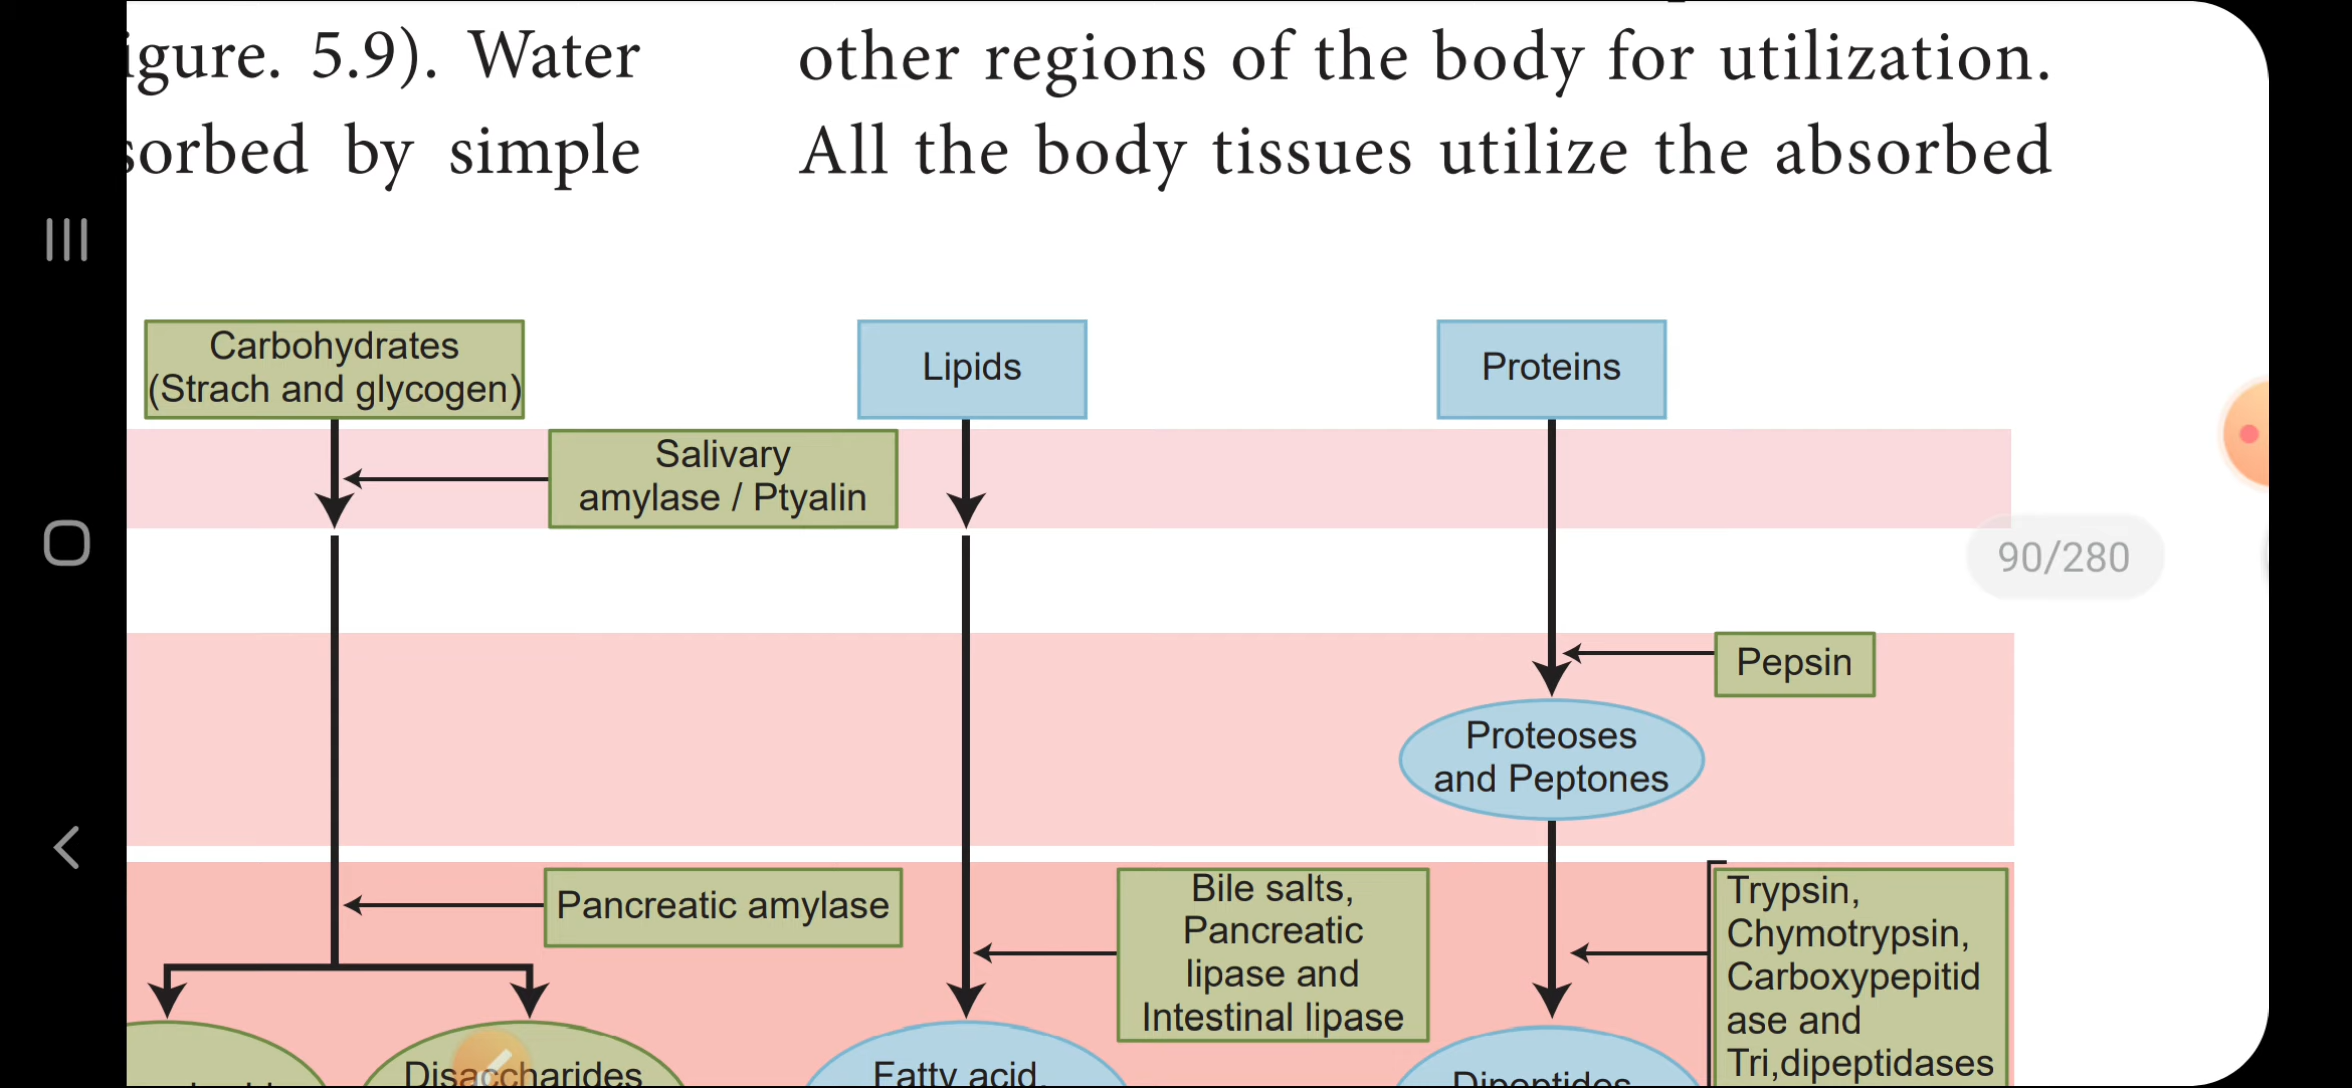 igure. 5.9). Water
sorbed by simple
other regions of the body for utilization.
All the body tissues utilize the absorbed
Carbohydrates
(Strach and glycogen)
Lipids
Proteins
Salivary
amylase / Ptyalin
90/280
Pepsin
Proteoses
and Peptones
Pancreatic amylase
Bile salts,
Pancreatic
lipase and
Intestinal lipase
Trypsin,
Chymotrypsin,
Carboxypepitid
ase and
Tri,dipeptidases
Disaccharides
Fatty acid,
Dipeptides